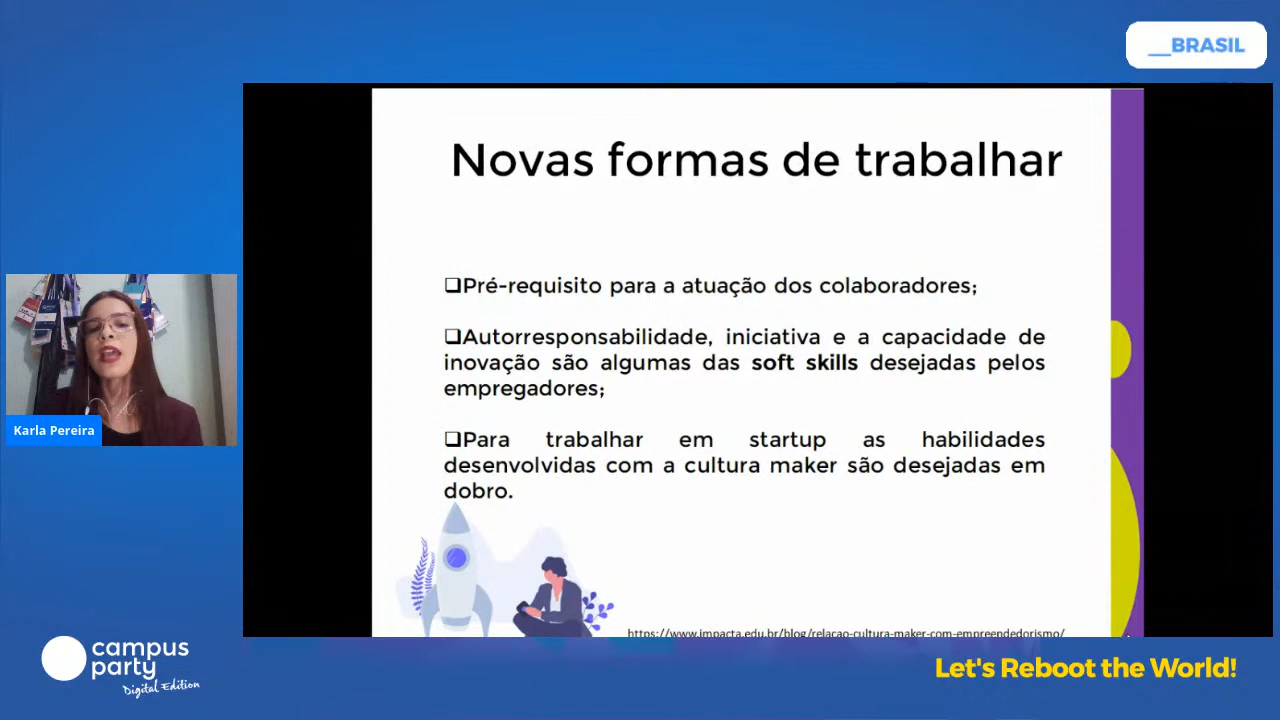 __BRASIL
Novas formas de trabalhar
❑Pré-requisito para a atuação dos colaboradores;
❑Autorresponsabilidade, iniciativa e a capacidade de
inovação são algumas das soft skills desejadas pelos
empregadores;
❑Para trabalhar em startup as habilidades
desenvolvidas com a cultura maker são desejadas em
dobro.
https://www.impacta.edu.br/blog/relacao-cultura-maker-com-empreendedorismo/
Karla Pereira
campus
party
Digital Edition
Let's Reboot the World!